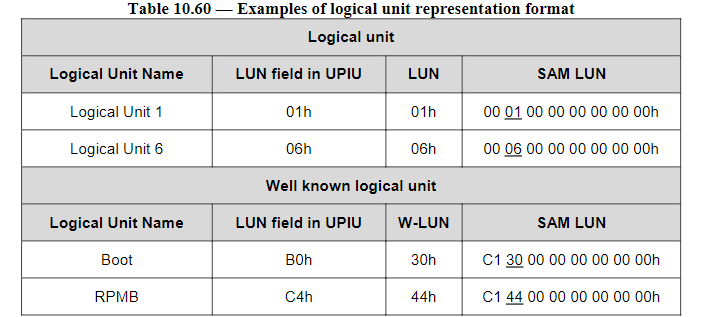 Table 10.60 — Examples of logical unit representation format
Logical unit
Logical Unit Name LUN field in UPIU LUN SAM LUN
Logical Unit 1 01h 01h 00 01 00 00 00 00 00 00h
Logical Unit 6 06h 06h 00 06 00 00 00 00 00 00h
Well known logical unit
Logical Unit Name LUN field in UPIU W-LUN SAM LUN
Boot B0h 30h C1 30 00 00 00 00 00 00h
RPMB C4h 44h C1 44 00 00 00 00 00 00h